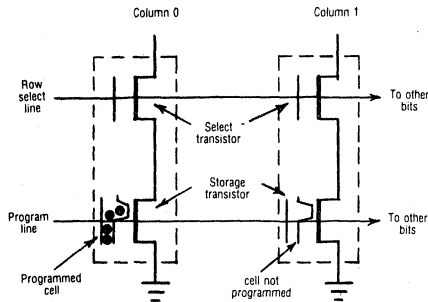 Column 0
Column 1
Row
select
line
To other
bits
Select
transistor
Storage
transistor
Program
line
To other
bits
Programmed
cell
cell not
programmed